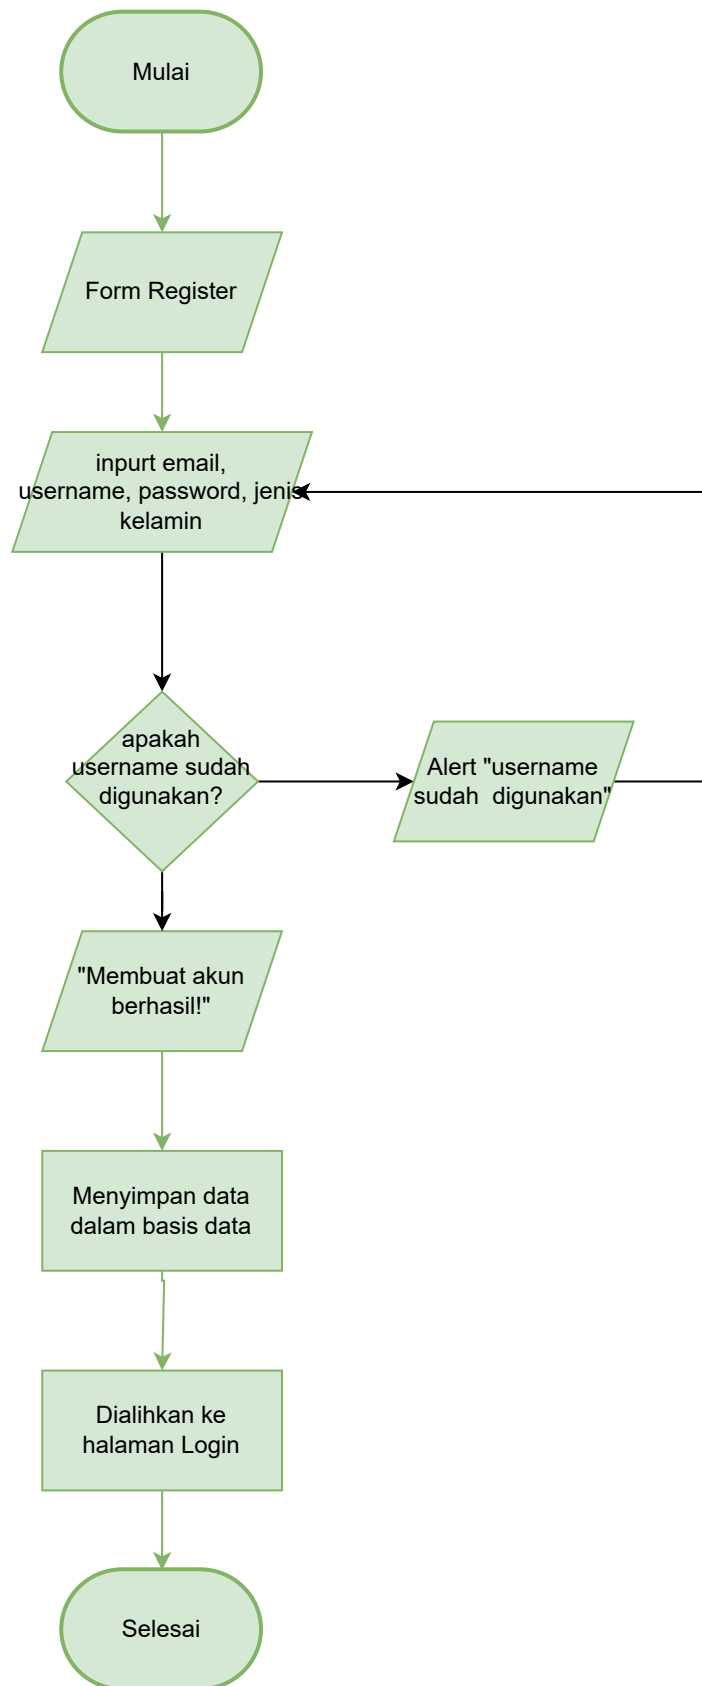 Mulai
Form Register
inpurt email,
username, password, jenis
kelamin
apakah
username sudah
digunakan?
Alert "username
sudah  digunakan"
"Membuat akun
berhasil!"
Menyimpan data
dalam basis data
Dialihkan ke
halaman Login
Selesai